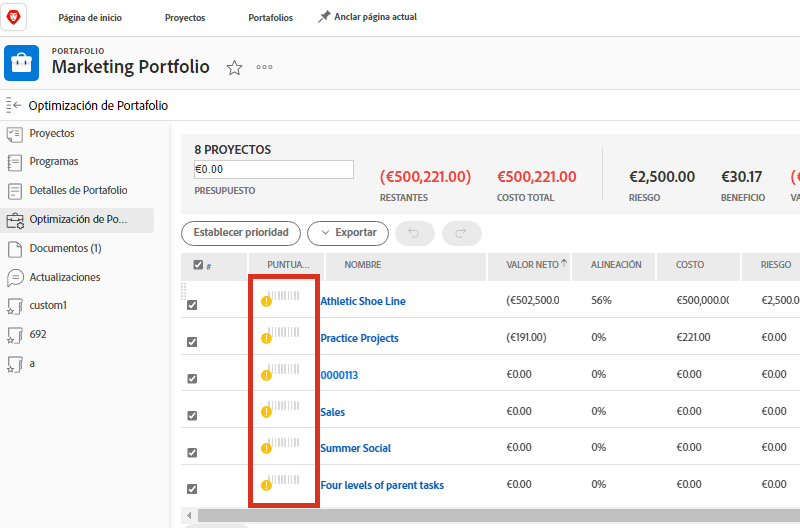 Página de inicio
Proyectos
Portafolios
Anclar página actual
PORTAFOLIO
Marketing Portfolio
Optimización de Portafolio
Proyectos
Programas
Detalles de Portafolio
Optimización de Po...
Documentos (1)
Actualizaciones
custom1
692
a
8 PROYECTOS
€0.00
PRESUPUESTO
(€500,221.00)
RESTANTES
€500,221.00
COSTO TOTAL
€2,500.00
RIESGO
€30.17
BENEFICIO
(€
VA
Establecer prioridad
Exportar
# PUNTUA... NOMBRE VALOR NETO ALINEACIÓN COSTO RIESGO
Athletic Shoe Line (€502,500.0 56% €500,000.0 €2,500.0
Practice Projects (€191.00) 0% €221.00 €0.00
0000113 €0.00 0% €0.00 €0.00
Sales €0.00 0% €0.00 €0.00
Summer Social €0.00 0% €0.00 €0.00
Four levels of parent tasks €0.00 0% €0.00 €0.00